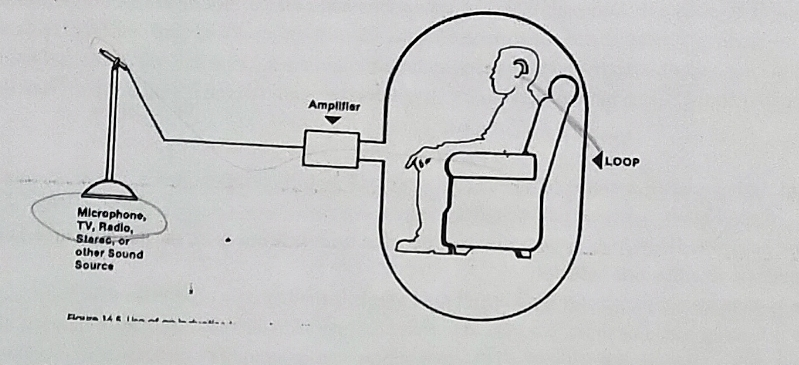 Amplifier
LOOP
Microphone,
TV, Radio,
Stereo, or
other Sound
Source